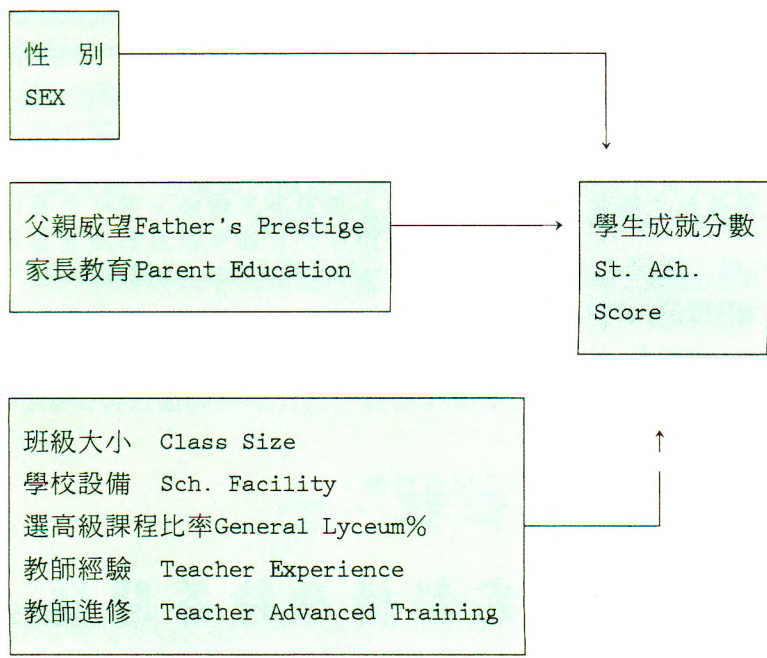 性 別
SEX
父親威望Father's Prestige
家長教育Parent Education
學生成就分數
St. Ach.
Score
班級大小 Class Size
學校設備 Sch. Facility
選高級課程比率General Lyceum%
教師經驗 Teacher Experience
教師進修 Teacher Advanced Training